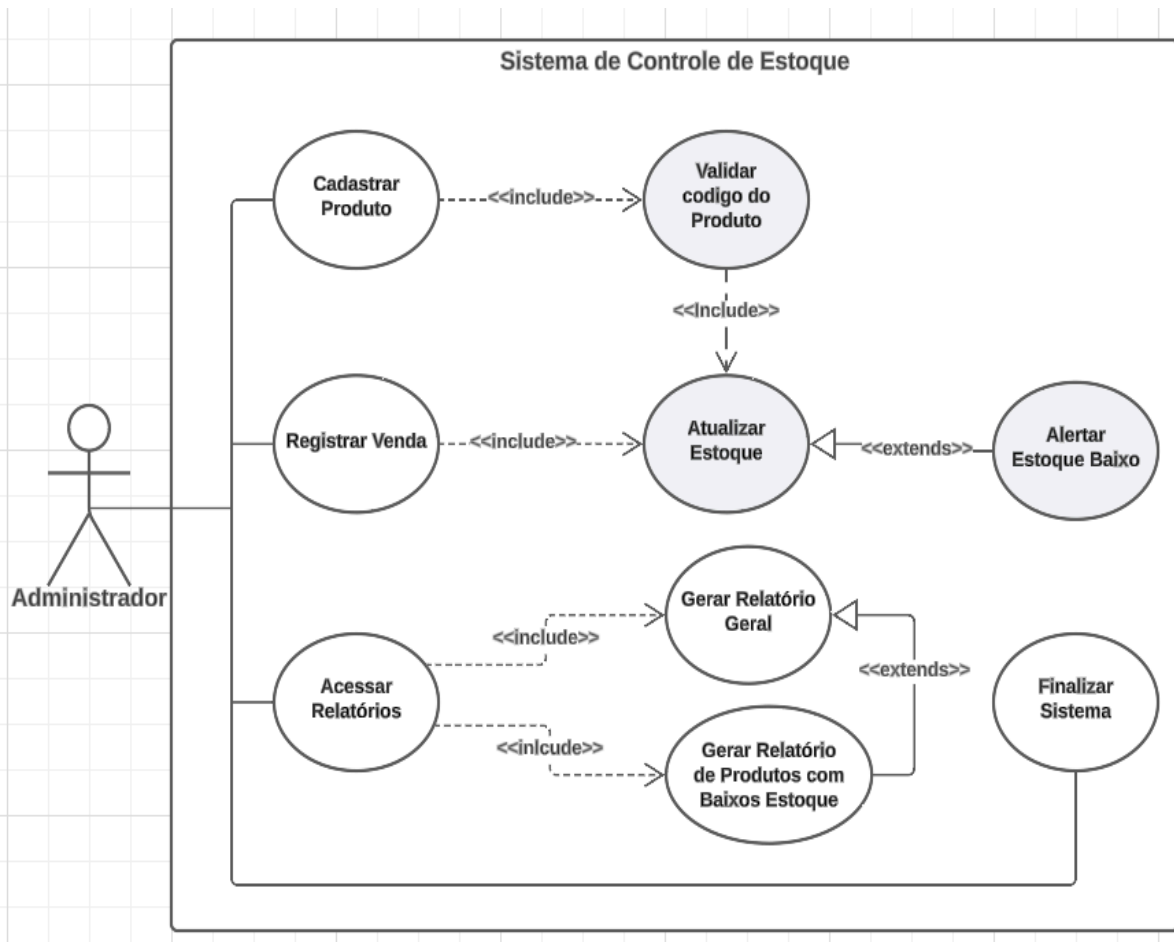 Sistema de Controle de Estoque
Cadastrar
Produto
<<include>>
Validar
codigo do
Produto
<<Include>>
Registrar Venda
<<include>>
Atualizar
Estoque
<<extends>>
Alertar
Estoque Baixo
Administrador
Acessar
Relatórios
<<include>>
Gerar Relatório
Geral
<<extends>>
<<inlcude>>
Gerar Relatório
de Produtos com
Baixos Estoque
Finalizar
Sistema